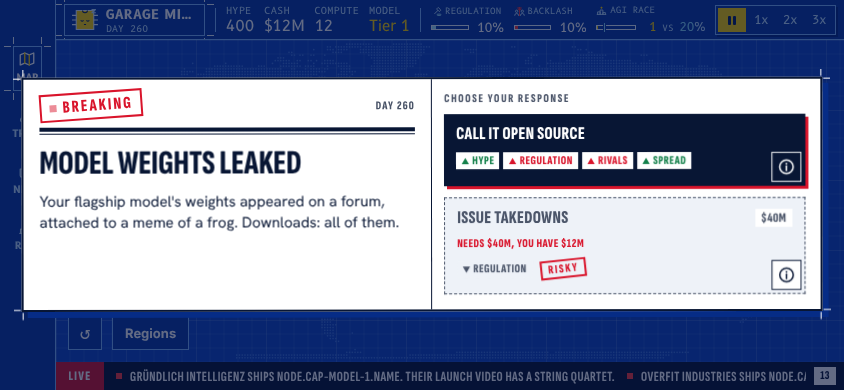 GARAGE MI...
DAY 260
HYPE
400
CASH
$12M
COMPUTE
12
MODEL
Tier 1
REGULATION
10%
BACKLASH
10%
AGI RACE
1 VS 20%
1x
2x
3x
MAP
BREAKING
DAY 260
MODEL WEIGHTS LEAKED
Your flagship model's weights appeared on a forum,
attached to a meme of a frog. Downloads: all of them.
CHOOSE YOUR RESPONSE
CALL IT OPEN SOURCE
▲ HYPE ▲ REGULATION ▲ RIVALS ▲ SPREAD
ISSUE TAKEDOWNS
$40M
NEEDS $40M, YOU HAVE $12M
▼ REGULATION
RISKY
Regions
LIVE
GRÜNDLICH INTELLIGENZ SHIPS NODE.CAP-MODEL-1.NAME. THEIR LAUNCH VIDEO HAS A STRING QUARTET.
OVERFIT INDUSTRIES SHIPS NODE.CA
13